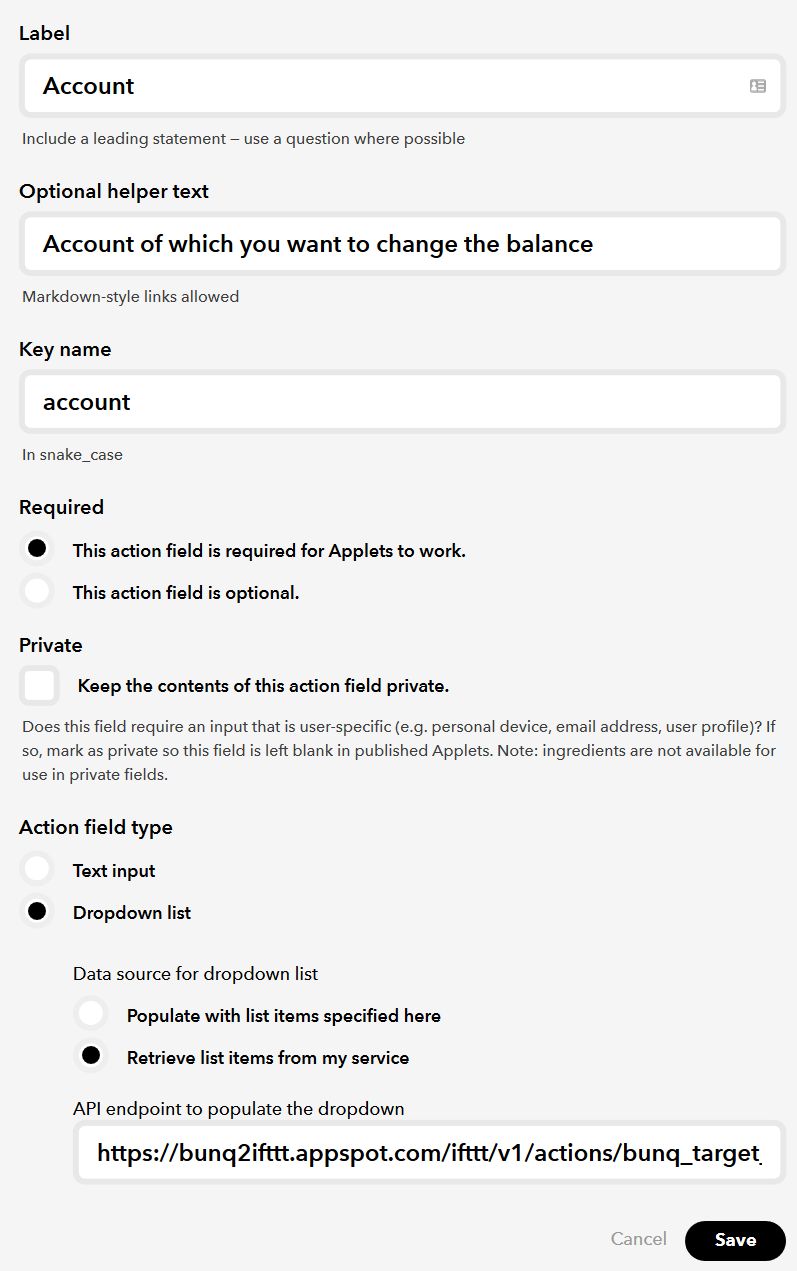 Label
Account
Include a leading statement – use a question where possible
Optional helper text
Account of which you want to change the balance
Markdown-style links allowed
Key name
account
In snake_case
Required
This action field is required for Applets to work.
This action field is optional.
Private
Keep the contents of this action field private.
Does this field require an input that is user-specific (e.g. personal device, email address, user profile)? If
so, mark as private so this field is left blank in published Applets. Note: ingredients are not available for
use in private fields.
Action field type
Text input
Dropdown list
Data source for dropdown list
Populate with list items specified here
Retrieve list items from my service
API endpoint to populate the dropdown
https://bunq2ifttt.appspot.com/ifttt/v1/actions/bunq_target_
Cancel
Save